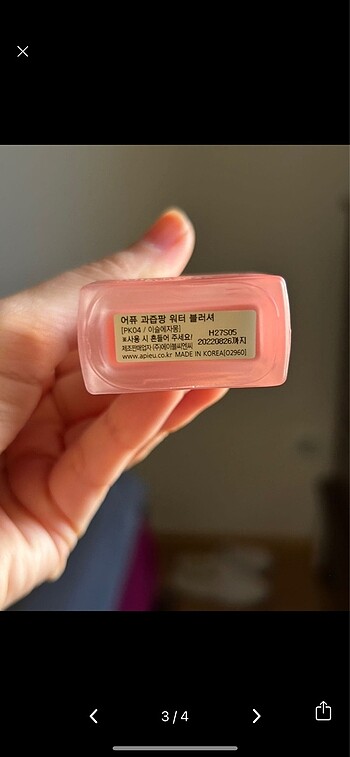 어퓨 과즙팡 워터 블러셔
[PK04 / 이슬에자몽]
※사용 시 흔들어 주세요! H27S05
제조판매업자 (주)에이블씨엔씨 20220826까지
www.apieu.co.kr MADE IN KOREA[02960]
3/4